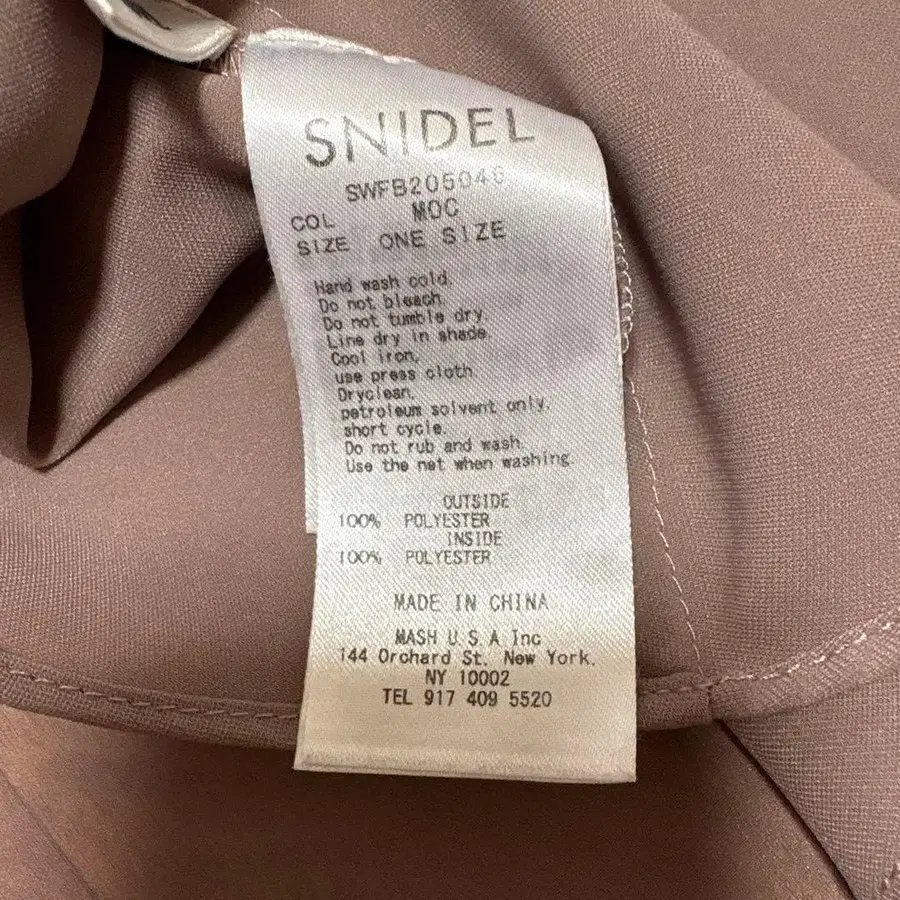 SNIDEL
SWFB205046
COL MOC
SIZE ONE SIZE
Hand wash cold.
Do not bleach.
Do not tumble dry.
Line dry in shade.
Cool iron.
use press cloth
Dryclean.
petroleum solvent only.
short cycle.
Do not rub and wash.
Use the net when washing.
OUTSIDE
100% POLYESTER
INSIDE
100% POLYESTER
MADE IN CHINA
MASH U.S.A Inc
144 Orchard St. New York.
NY 10002
TEL 917 409 5520